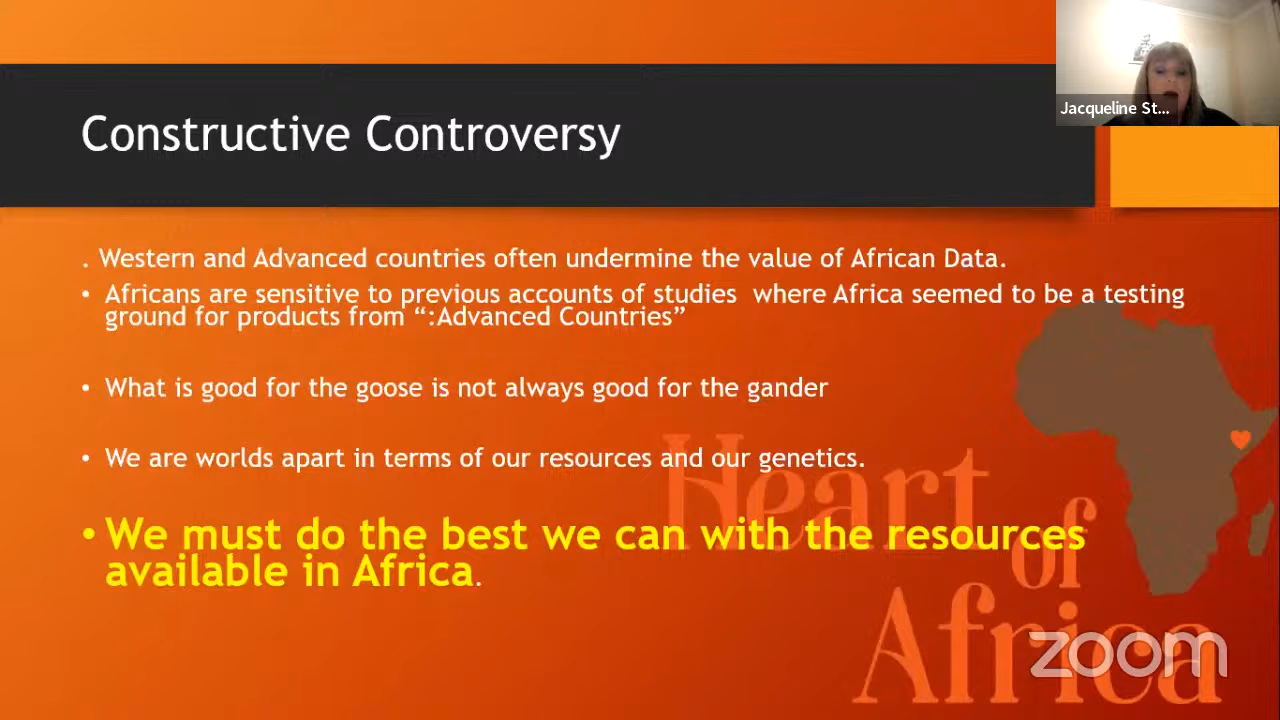 Jacqueline St...
Constructive Controversy
. Western and Advanced countries often undermine the value of African Data.
• Africans are sensitive to previous accounts of studies where Africa seemed to be a testing
ground for products from “:Advanced Countries”
• What is good for the goose is not always good for the gander
• We are worlds apart in terms of our resources and our genetics.
• We must do the best we can with the resources
available in Africa.
Heart
of
Africa
zoom